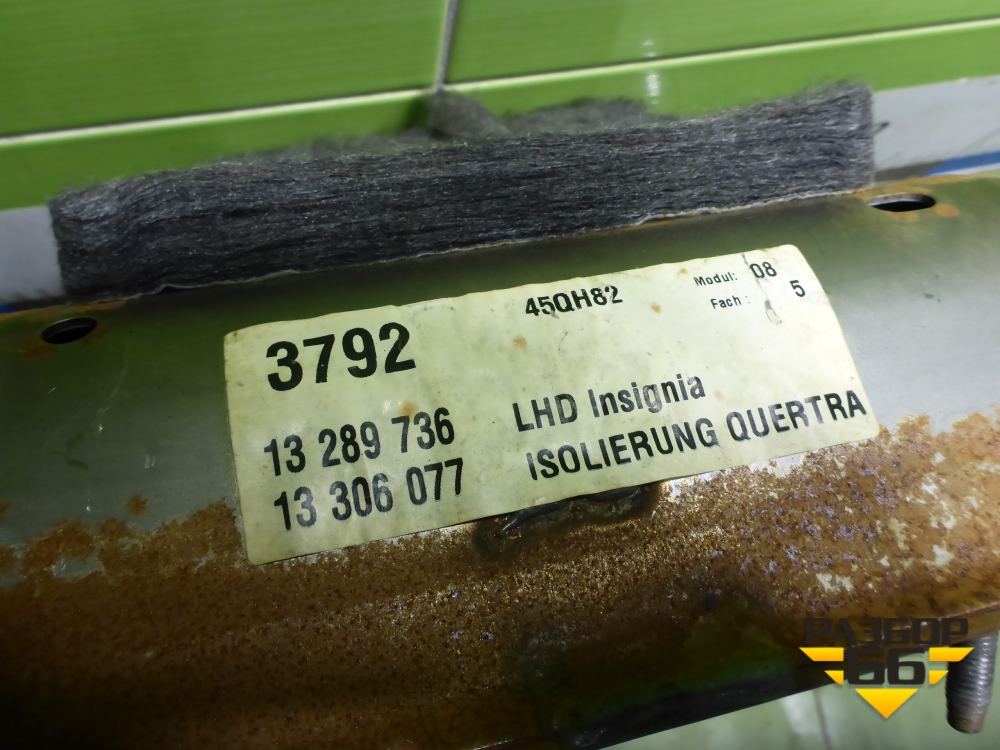 3792
45QH82
Modul: 08
Fach: 5
13 289 736
LHD Insignia
13 306 077
ISOLIERUNG QUERTRA
РАЗБОР
66